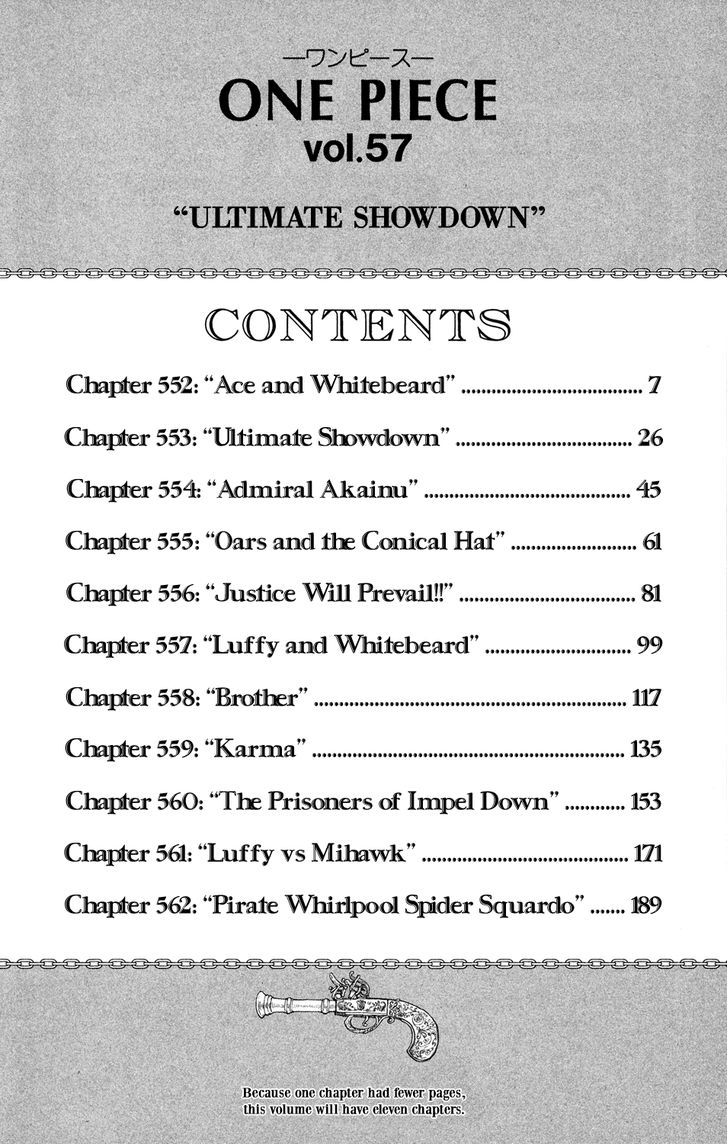 —ワンピース—
ONE PIECE
vol.57
“ULTIMATE SHOWDOWN”
CONTENTS
Chapter 552: “Ace and Whitebeard” .................................... 7
Chapter 553: “Ultimate Showdown” ................................... 26
Chapter 554: “Admiral Akainu” ......................................... 45
Chapter 555: “Oars and the Conical Hat” ......................... 61
Chapter 556: “Justice Will Prevail!!” ................................... 81
Chapter 557: “Luffy and Whitebeard” ............................. 99
Chapter 558: “Brother” .............................................................. 117
Chapter 559: “Karma” .............................................................. 135
Chapter 560: “The Prisoners of Impel Down” ............ 153
Chapter 561: “Luffy vs Mihawk” ......................................... 171
Chapter 562: “Pirate Whirlpool Spider Squardo” ....... 189
Because one chapter had fewer pages,
this volume will have eleven chapters.